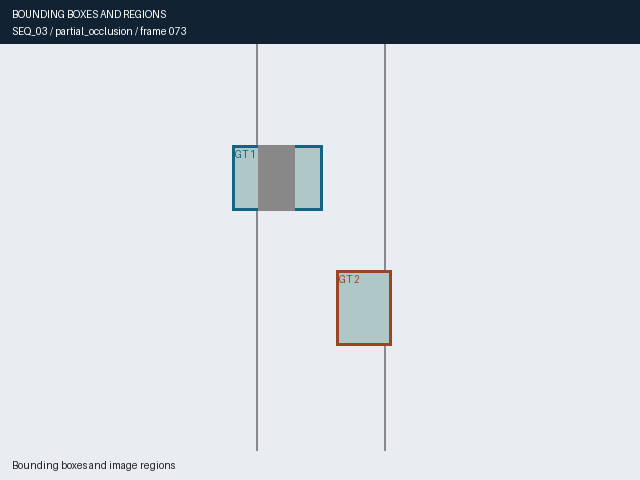 BOUNDING BOXES AND REGIONS
SEQ_03 / partial_occlusion / frame 073
GT1
GT2
Bounding boxes and image regions